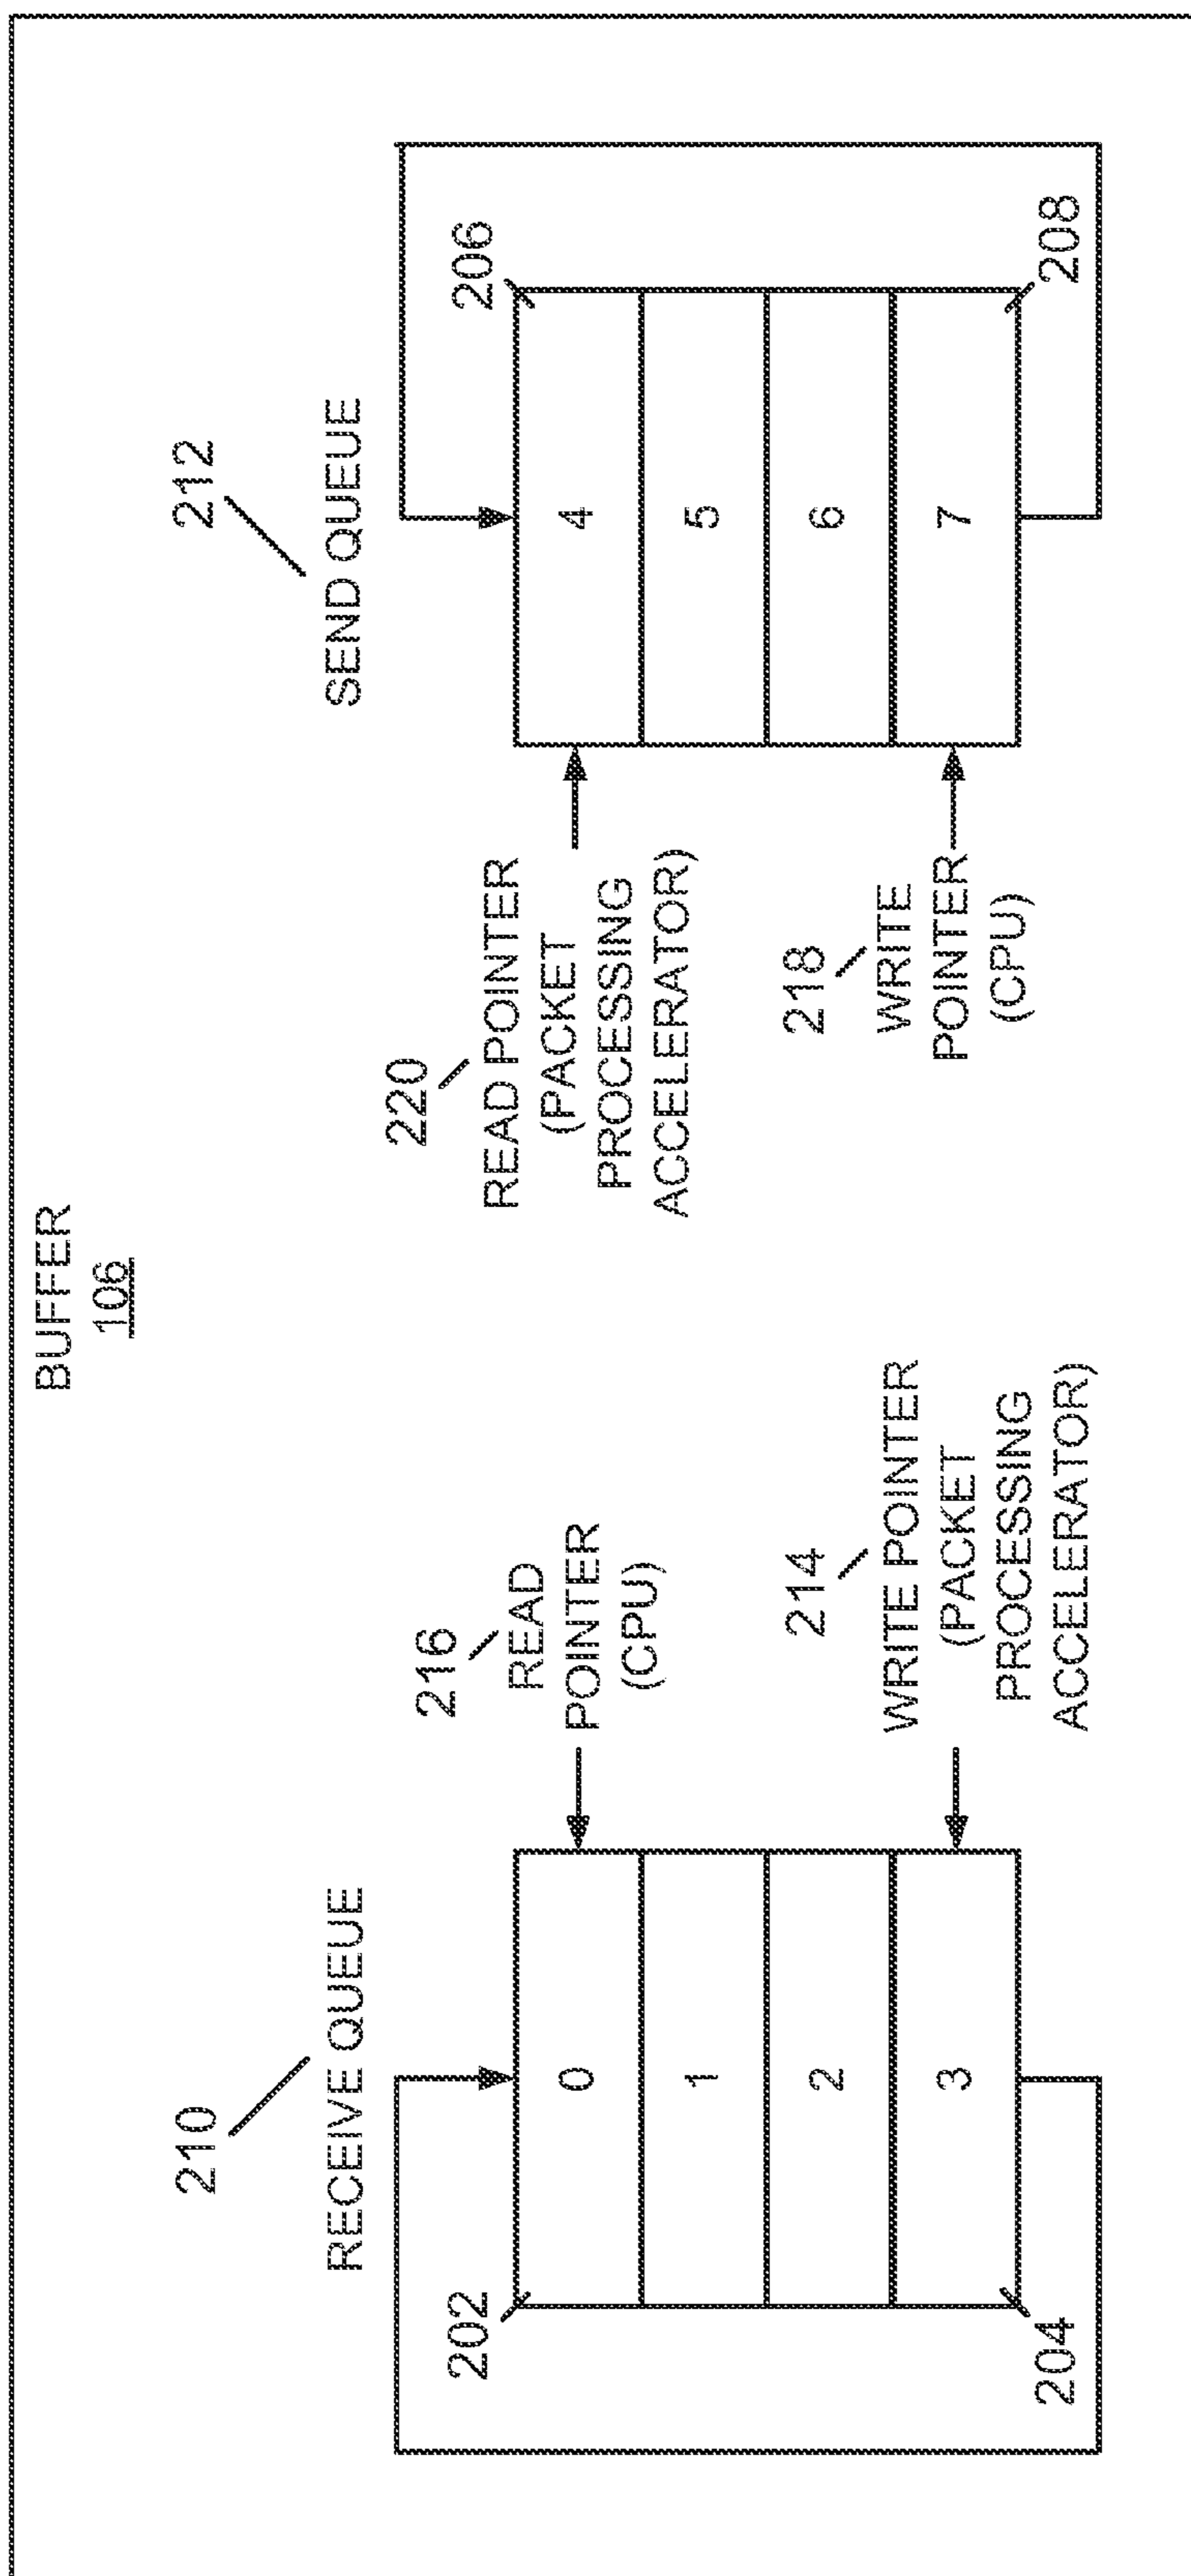 BUFFER
106
210
RECEIVE QUEUE
202
0
1
2
3
204
216
READ
POINTER
(CPU)
214
WRITE POINTER
(PACKET
PROCESSING
ACCELERATOR)
212
SEND QUEUE
220
READ POINTER
(PACKET
PROCESSING
ACCELERATOR)
218
WRITE
POINTER
(CPU)
206
4
5
6
7
208